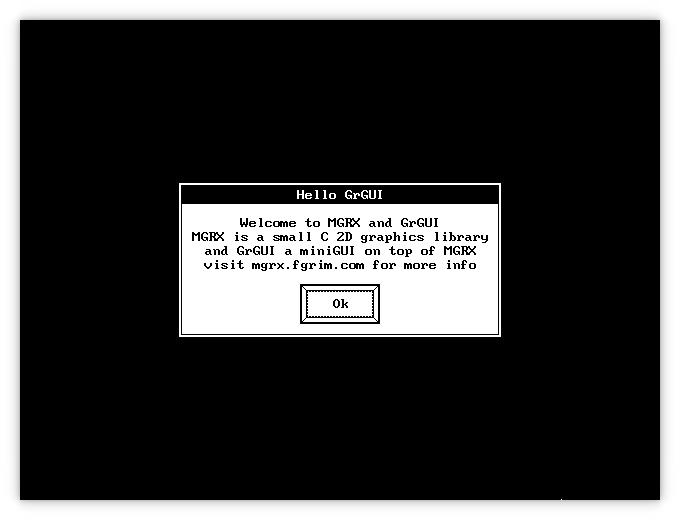 Hello GrGUI
Welcome to MGRX and GrGUI
MGRX is a small C 2D graphics library
and GrGUI a miniGUI on top of MGRX
visit mgrx.fgrim.com for more info
Ok